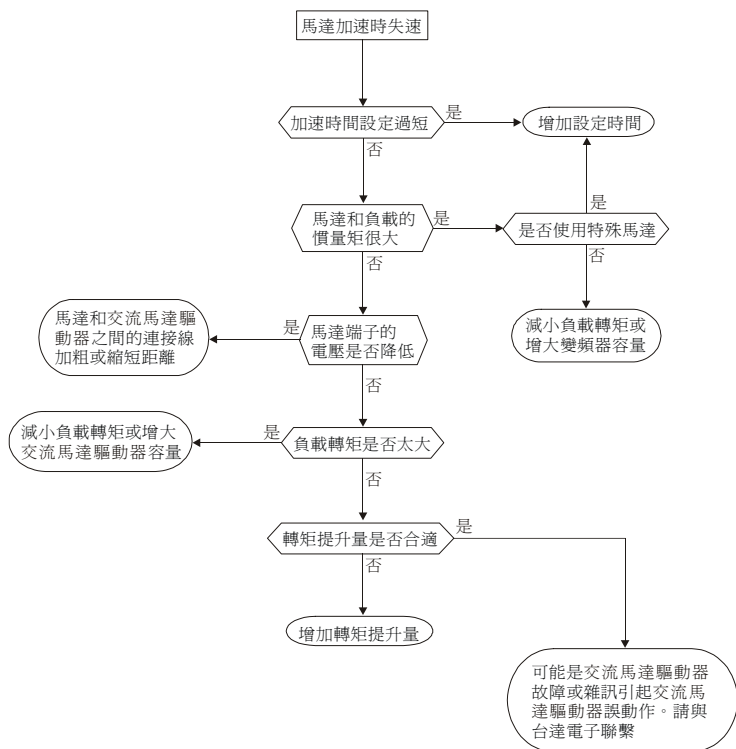 馬達加速時失速
加速時間設定過短
是
增加設定時間
否
是
馬達和負載的
慣量矩很大
是
是否使用特殊馬達
否
否
馬達和交流馬達驅
動器之間的連接線
加粗或縮短距離
是
馬達端子的
電壓是否降低
減小負載轉矩或
增大變頻器容量
否
減小負載轉矩或增大
交流馬達驅動器容量
是
負載轉矩是否太大
否
轉矩提升量是否合適
是
否
增加轉矩提升量
可能是交流馬達驅動器
故障或雜訊引起交流馬
達驅動器誤動作。請與
台達電子聯繫